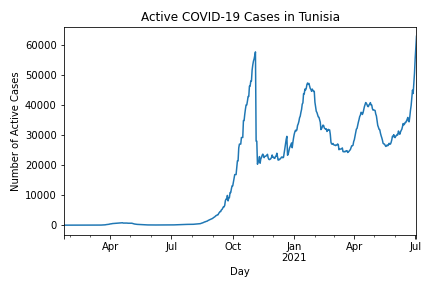 Active COVID-19 Cases in Tunisia
Number of Active Cases
60000
50000
40000
30000
20000
10000
0
Apr Jul Oct Jan Apr Jul
2021
Day